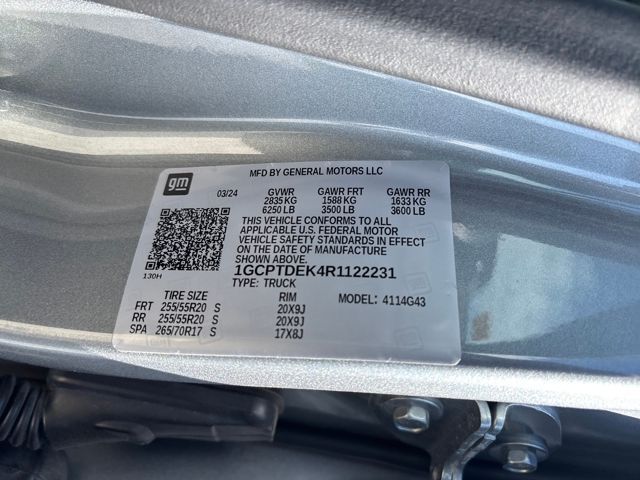 MFD BY GENERAL MOTORS LLC
gm
03/24 GVWR GAWR FRT GAWR RR
2835 KG 1588 KG 1633 KG
6250 LB 3500 LB 3600 LB
THIS VEHICLE CONFORMS TO ALL
APPLICABLE U.S. FEDERAL MOTOR
VEHICLE SAFETY STANDARDS IN EFFECT
ON THE DATE OF MANUFACTURE
SHOWN ABOVE.
130H
1GCPTDEK4R1122231
TYPE: TRUCK
TIRE SIZE RIM MODEL: 4114G43
FRT 255/55R20 S 20X9J
RR 255/55R20 S 20X9J
SPA 265/70R17 S 17X8J